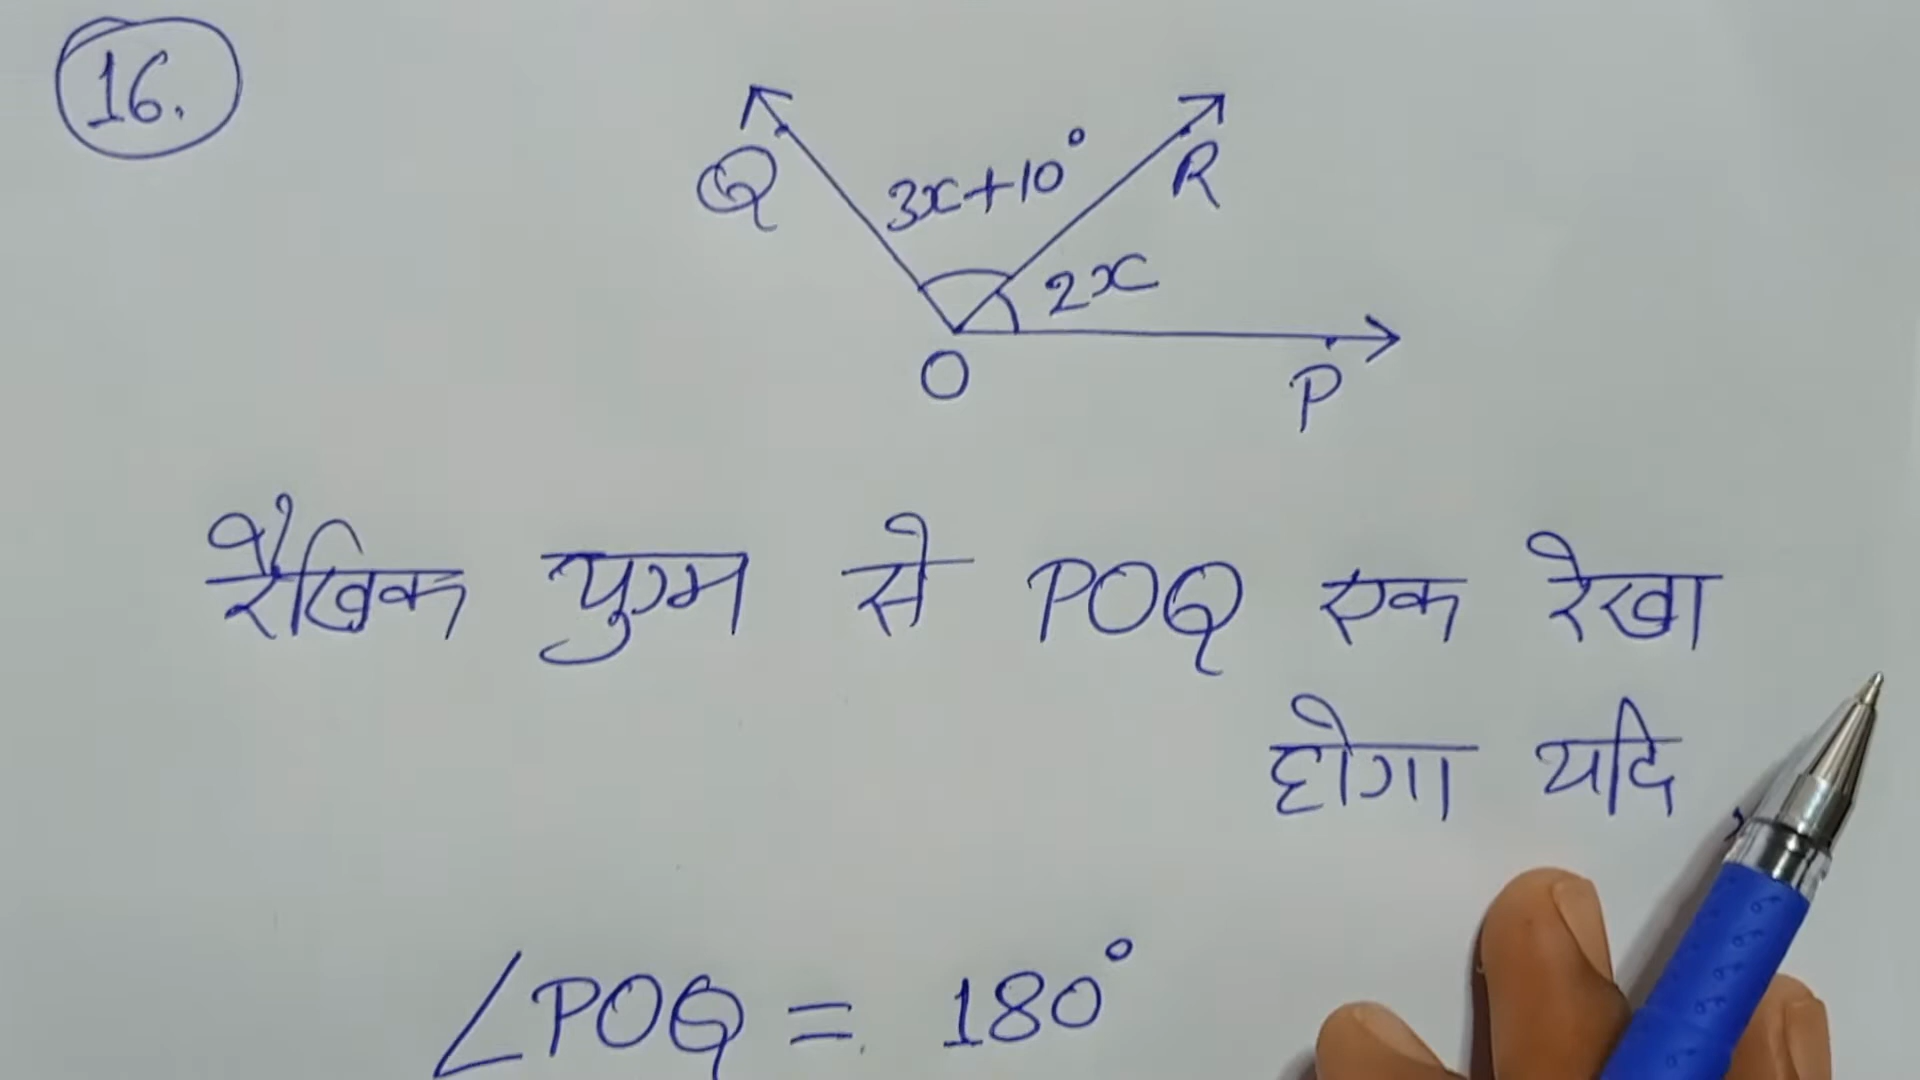 16.
Q 3x+10° R
2x
O P
रैखिक युग्म से POQ एक रेखा
होगा यदि,
∠POQ = 180°